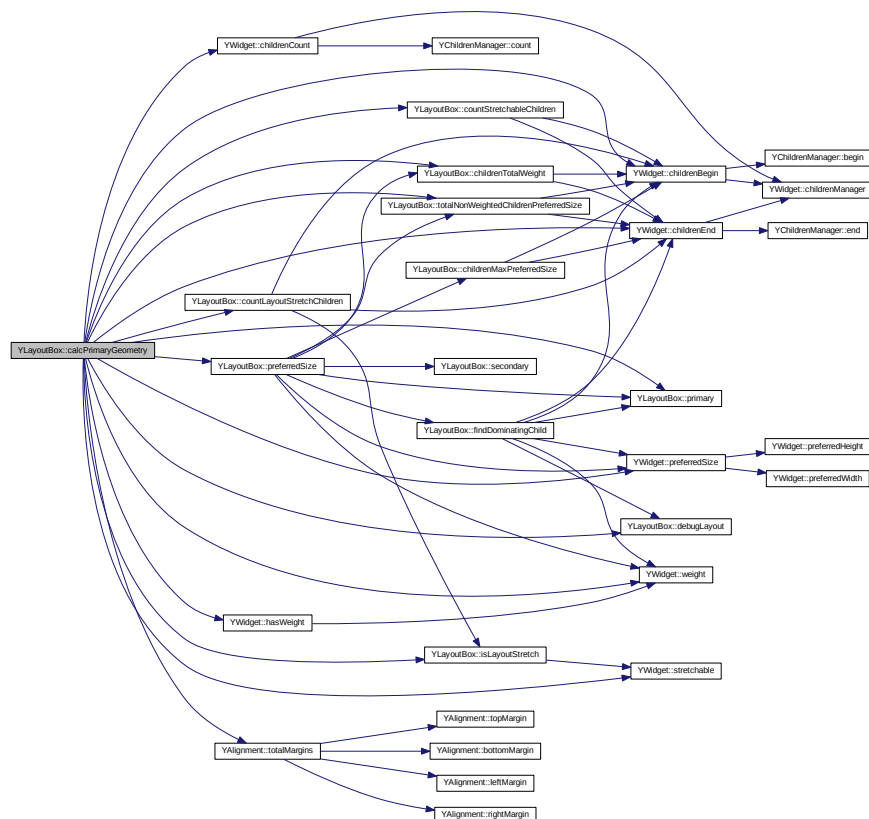 YWidget::childrenCount
YChildrenManager::count
YLayoutBox::countStretchableChildren
YChildrenManager::begin
YLayoutBox::childrenTotalWeight
YWidget::childrenBegin
YWidget::childrenManager
YLayoutBox::totalNonWeightedChildrenPreferredSize
YWidget::childrenEnd
YChildrenManager::end
YLayoutBox::childrenMaxPreferredSize
YLayoutBox::countLayoutStretchChildren
YLayoutBox::calcPrimaryGeometry
YLayoutBox::preferredSize
YLayoutBox::secondary
YLayoutBox::primary
YLayoutBox::findDominatingChild
YWidget::preferredHeight
YWidget::preferredSize
YWidget::preferredWidth
YLayoutBox::debugLayout
YWidget::weight
YWidget::hasWeight
YLayoutBox::isLayoutStretch
YWidget::stretchable
YAlignment::topMargin
YAlignment::totalMargins
YAlignment::bottomMargin
YAlignment::leftMargin
YAlignment::rightMargin